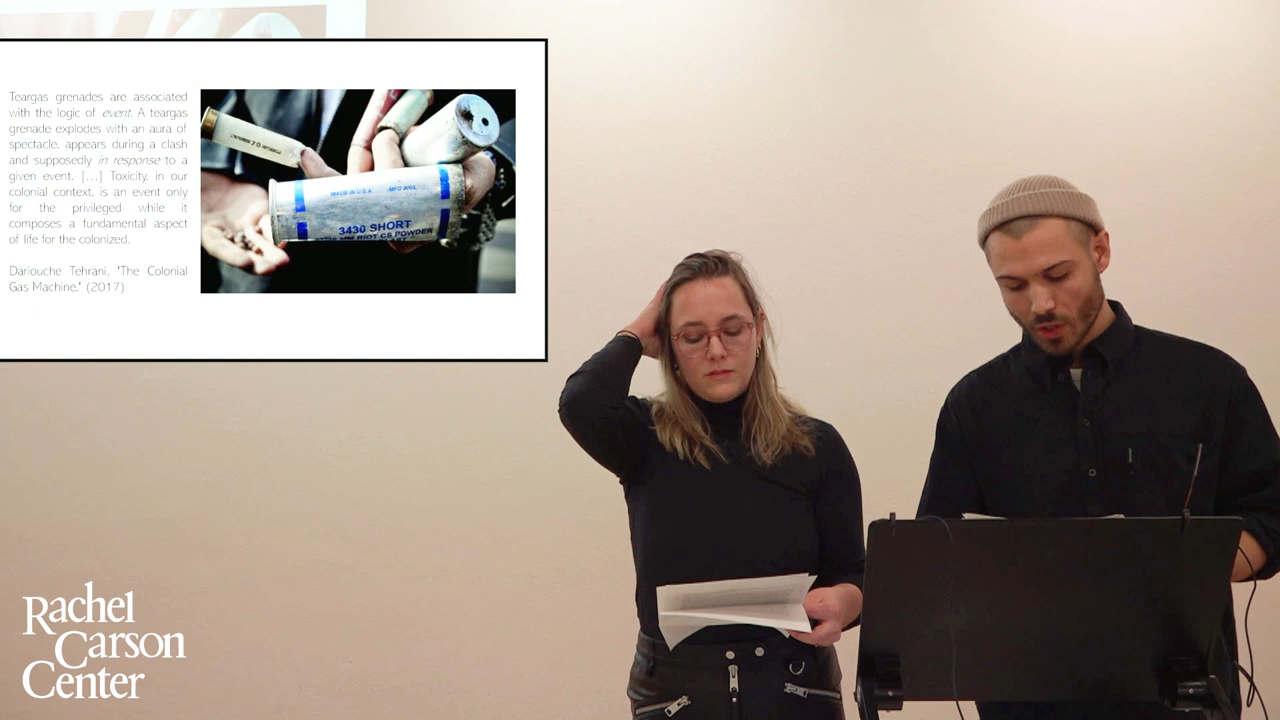 Teargas grenades are associated
with the logic of event. A teargas
grenade explodes with an aura of
spectacle, appears during a clash
and supposedly in response to a
given event. [...] Toxicity, in our
colonial context, is an event only
for the privileged while it
composes a fundamental aspect
of life for the colonized.
Dariouche Tehrani, "The Colonial
Gas Machine." (2017)
MADE IN U.S.A
3430 SHORT
RIOT CS POWDER
Rachel
Carson
Center